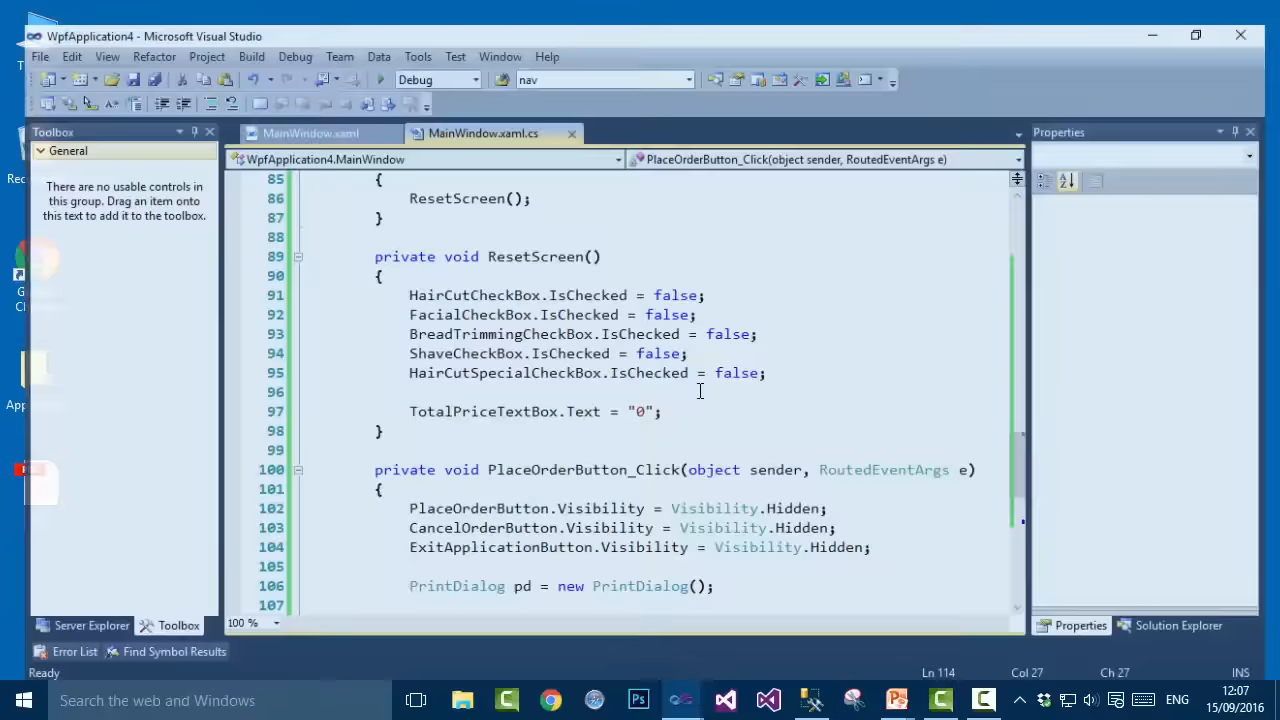 WpfApplication4 - Microsoft Visual Studio
File Edit View Refactor Project Build Debug Team Data Tools Test Window Help
Debug nav
Toolbox MainWindow.xaml MainWindow.xaml.cs Properties
General WpfApplication4.MainWindow PlaceOrderButton_Click(object sender, RoutedEventArgs e)
There are no usable controls in
this group. Drag an item onto
this text to add it to the toolbox.
85 {
86 ResetScreen();
87 }
88
89 private void ResetScreen()
90 {
91 HairCutCheckBox.IsChecked = false;
92 FacialCheckBox.IsChecked = false;
93 BreadTrimmingCheckBox.IsChecked = false;
94 ShaveCheckBox.IsChecked = false;
95 HairCutSpecialCheckBox.IsChecked = false;
96
97 TotalPriceTextBox.Text = "0";
98 }
99
100 private void PlaceOrderButton_Click(object sender, RoutedEventArgs e)
101 {
102 PlaceOrderButton.Visibility = Visibility.Hidden;
103 CancelOrderButton.Visibility = Visibility.Hidden;
104 ExitApplicationButton.Visibility = Visibility.Hidden;
105
106 PrintDialog pd = new PrintDialog();
107
100 %
Server Explorer Toolbox Properties Solution Explorer
Error List Find Symbol Results
Ready Ln 114 Col 27 Ch 27 INS
Search the web and Windows
ENG
12:07
15/09/2016